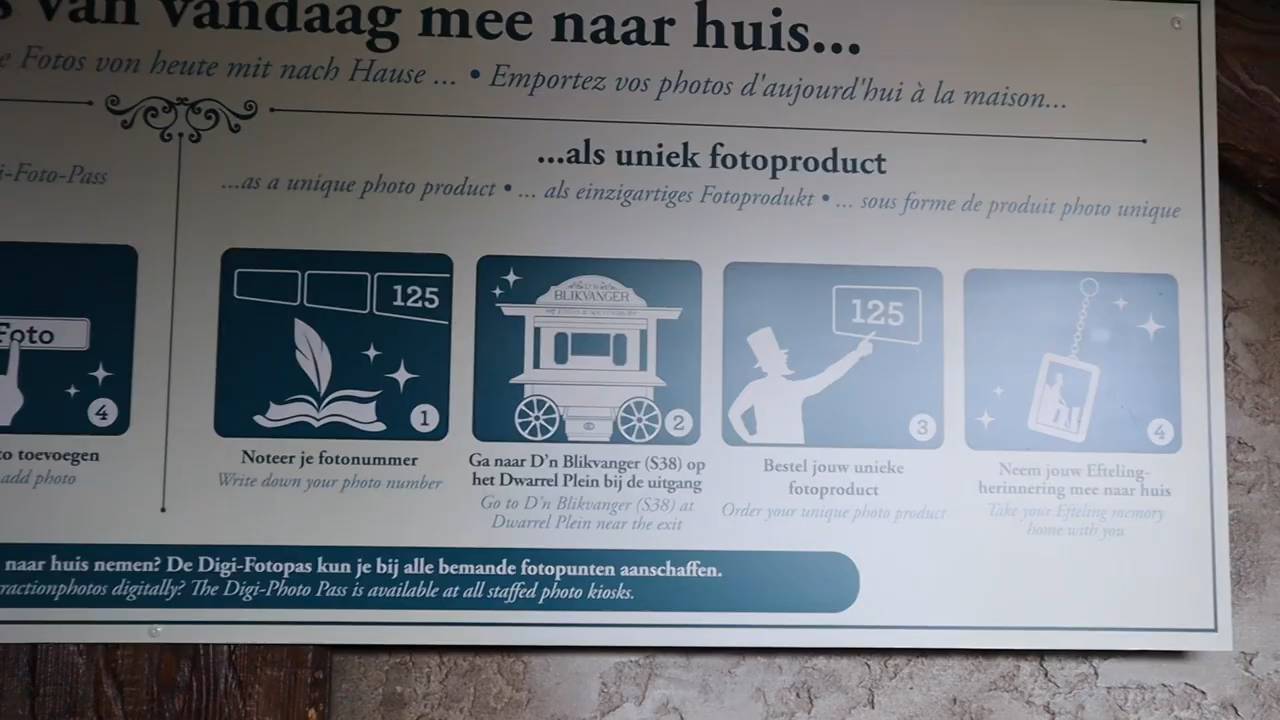 van vandaag mee naar huis...
e Fotos von heute mit nach Hause ... • Emportez vos photos d'aujourd'hui à la maison...
i-Foto-Pass
...als uniek fotoproduct
...as a unique photo product • ... als einzigartiges Fotoprodukt • ... sous forme de produit photo unique
Foto
4
to toevoegen
add photo
125
1
Noteer je fotonummer
Write down your photo number
D'N
BLIKVANGER
2
Ga naar D'n Blikvanger (S38) op
het Dwarrel Plein bij de uitgang
Go to D'n Blikvanger (S38) at
Dwarrel Plein near the exit
125
3
Bestel jouw unieke
fotoproduct
Order your unique photo product
4
Neem jouw Efteling-
herinnering mee naar huis
Take your Efteling memory
home with you
naar huis nemen? De Digi-Fotopas kun je bij alle bemande fotopunten aanschaffen.
ractionphotos digitally? The Digi-Photo Pass is available at all staffed photo kiosks.